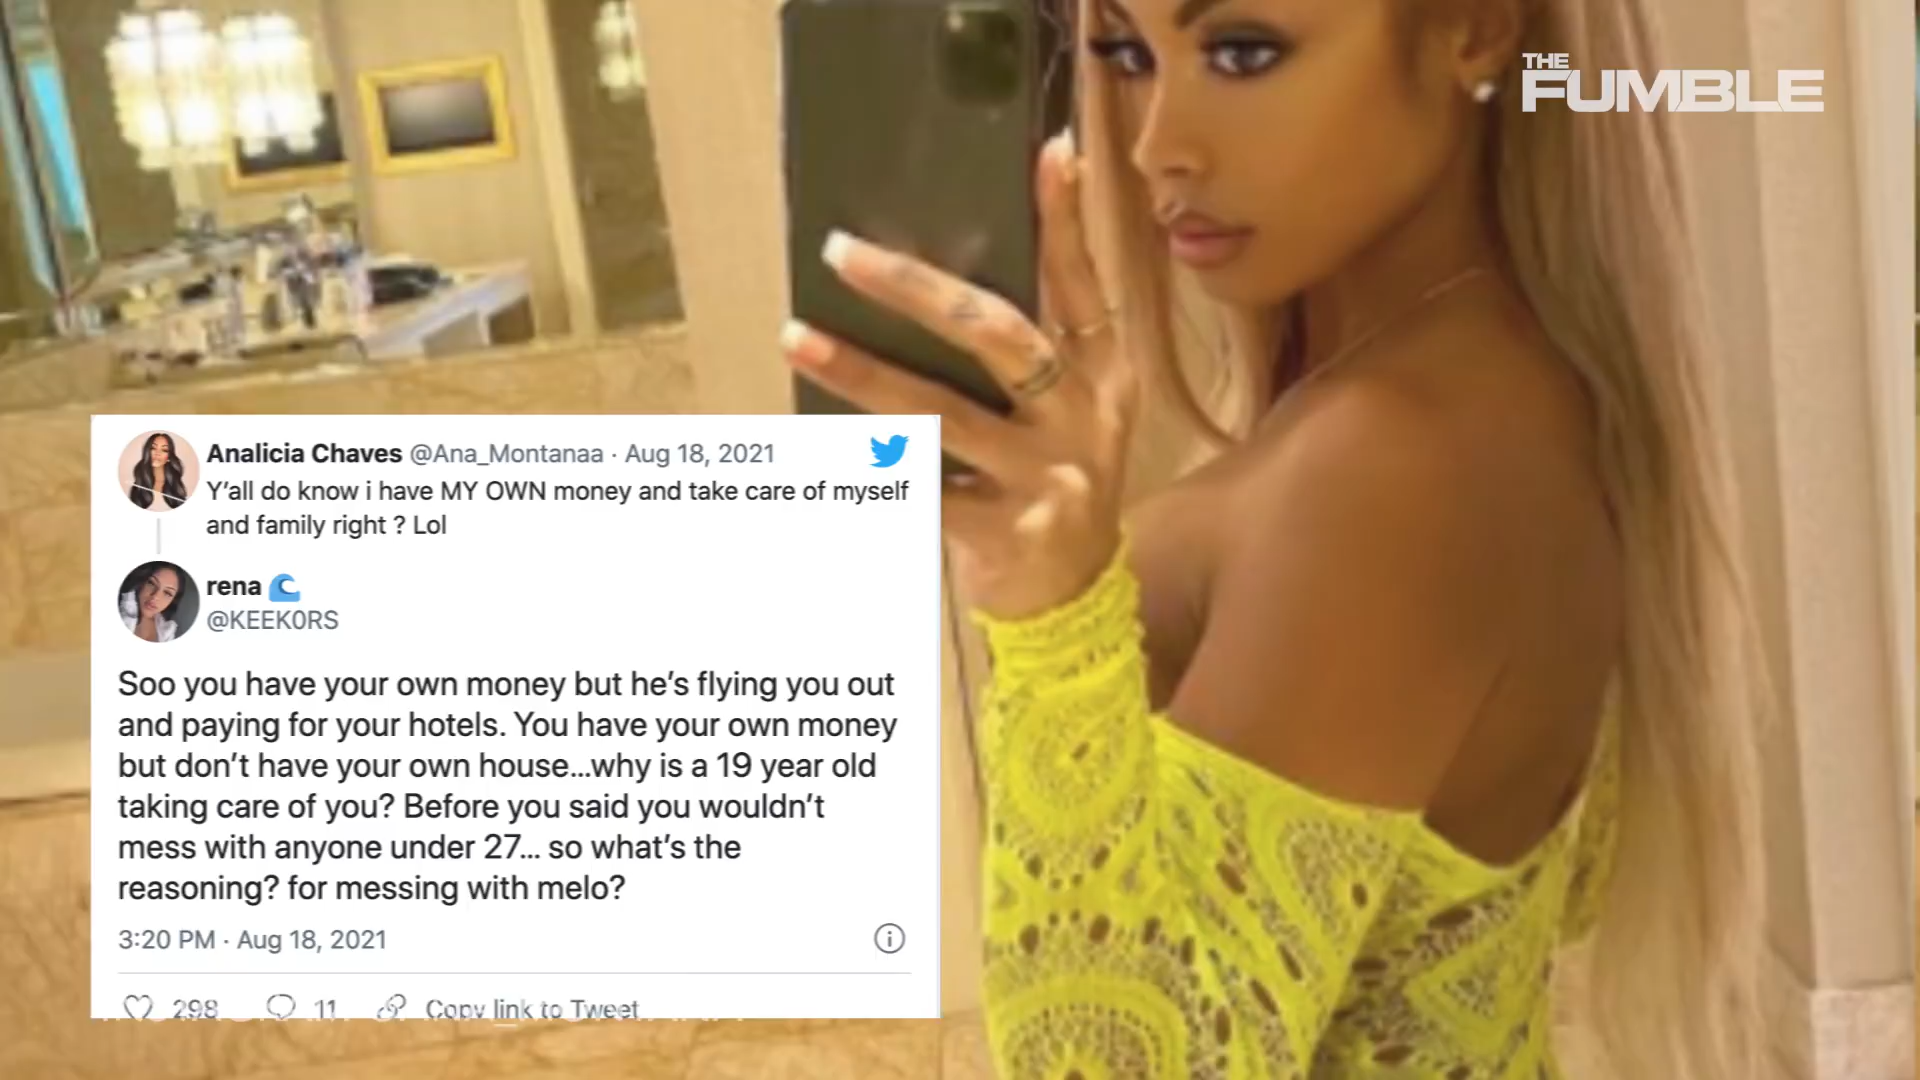 THE
FUMBLE
Analicia Chaves @Ana_Montanaa · Aug 18, 2021
Y'all do know i have MY OWN money and take care of myself
and family right ? Lol
rena 🌊
@KEEK0RS
Soo you have your own money but he's flying you out
and paying for your hotels. You have your own money
but don't have your own house...why is a 19 year old
taking care of you? Before you said you wouldn't
mess with anyone under 27... so what's the
reasoning? for messing with melo?
3:20 PM · Aug 18, 2021
298 11 Copy link to Tweet